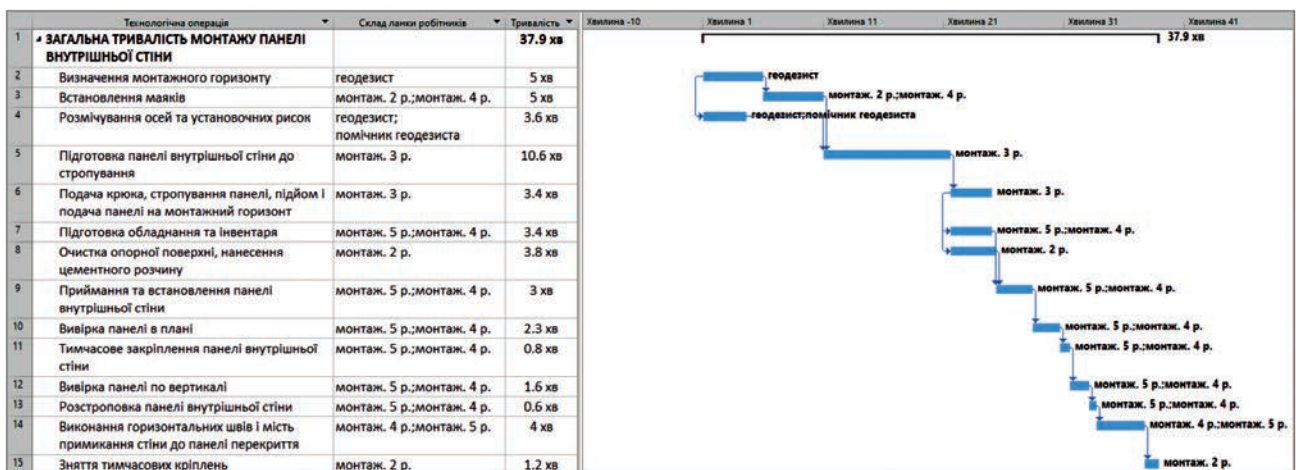 Технологічна операція Склад ланки робітників Тривалість Хвилина -10 Хвилина 1 Хвилина 11 Хвилина 21 Хвилина 31 Хвилина 41
1 ЗАГАЛЬНА ТРИВАЛІСТЬ МОНТАЖУ ПАНЕЛІ 37.9 хв 37.9 хв
ВНУТРІШНЬОЇ СТІНИ
2 Визначення монтажного горизонту геодезист 5 хв геодезист
3 Встановлення маяків монтаж. 2 р.;монтаж. 4 р. 5 хв монтаж. 2 р.;монтаж. 4 р.
4 Розмічування осей та установочних рисок геодезист; 3.6 хв геодезист;помічник геодезиста
помічник геодезиста
5 Підготовка панелі внутрішньої стіни до монтаж. 3 р. 10.6 хв монтаж. 3 р.
стропування
6 Подача крюка, стропування панелі, підйом і монтаж. 3 р. 3.4 хв монтаж. 3 р.
подача панелі на монтажний горизонт
7 Підготовка обладнання та інвентаря монтаж. 5 р.;монтаж. 4 р. 3.4 хв монтаж. 5 р.;монтаж. 4 р.
8 Очистка опорної поверхні, нанесення монтаж. 2 р. 3.8 хв монтаж. 2 р.
цементного розчину
9 Приймання та встановлення панелі монтаж. 5 р.;монтаж. 4 р. 3 хв монтаж. 5 р.;монтаж. 4 р.
внутрішньої стіни
10 Вивірка панелі в плані монтаж. 5 р.;монтаж. 4 р. 2.3 хв монтаж. 5 р.;монтаж. 4 р.
11 Тимчасове закріплення панелі внутрішньої монтаж. 5 р.;монтаж. 4 р. 0.8 хв монтаж. 5 р.;монтаж. 4 р.
стіни
12 Вивірка панелі по вертикалі монтаж. 5 р.;монтаж. 4 р. 1.6 хв монтаж. 5 р.;монтаж. 4 р.
13 Розстроповка панелі внутрішньої стіни монтаж. 5 р.;монтаж. 4 р. 0.6 хв монтаж. 5 р.;монтаж. 4 р.
14 Виконання горизонтальних швів і мість монтаж. 4 р.;монтаж. 5 р. 4 хв монтаж. 4 р.;монтаж. 5 р.
примикання стіни до панелі перекриття
15 Зняття тимчасових кріплень монтаж. 2 р. 1.2 хв монтаж. 2 р.